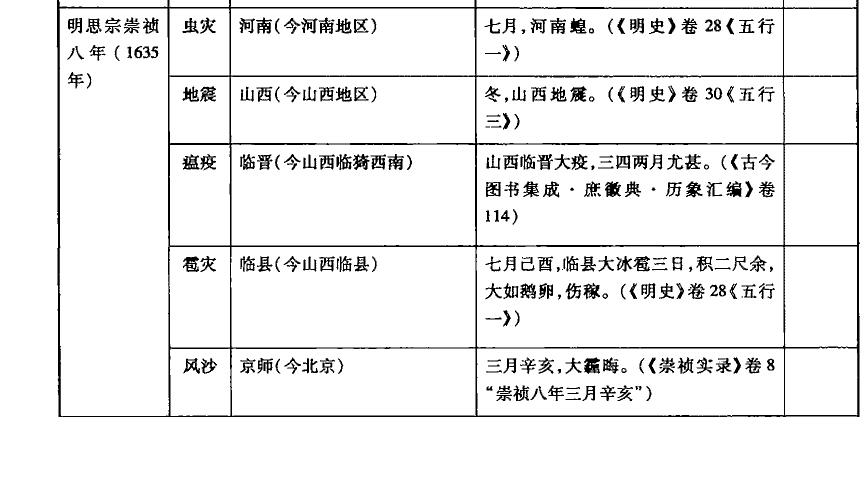 明思宗崇祯
八年(1635
年)
虫灾
河南(今河南地区)
七月,河南蝗。(《明史》卷28《五行
一》)
地震
山西(今山西地区)
冬,山西地震。(《明史》卷30《五行
三》)
瘟疫
临晋(今山西临猗西南)
山西临晋大疫,三四两月尤甚。(《古今
图书集成·庶徵典·历象汇编》卷
114)
雹灾
临县(今山西临县)
七月己酉,临县大冰雹三日,积二尺余,
大如鹅卵,伤稼。(《明史》卷28《五行
一》)
风沙
京师(今北京)
三月辛亥,大霾晦。(《崇祯实录》卷8
“崇祯八年三月辛亥”)